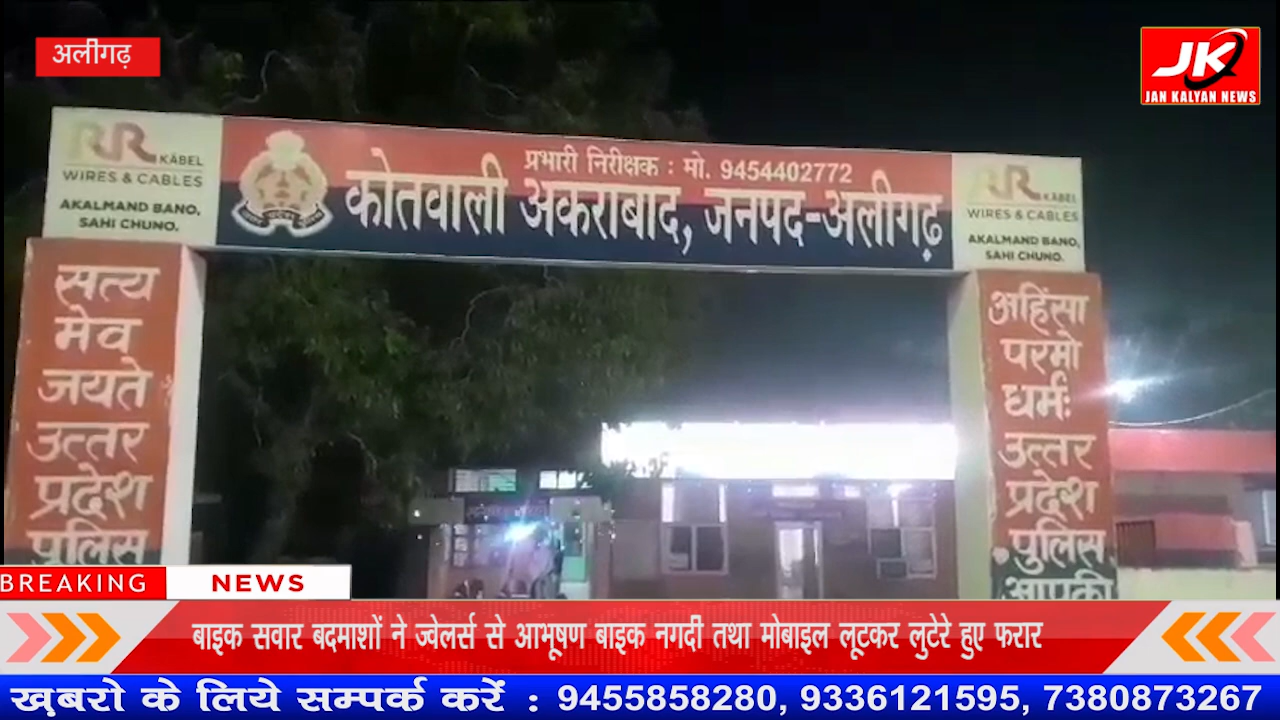 अलीगढ़
JK
JAN KALYAN NEWS
RR KÄBEL
WIRES & CABLES
AKALMAND BANO,
SAHI CHUNO.
प्रभारी निरीक्षक : मो. 9454402772
कोतवाली अकराबाद, जनपद-अलीगढ़
RR KÄBEL
WIRES & CABLES
AKALMAND BANO,
SAHI CHUNO.
सत्य
मेव
जयते
उत्तर
प्रदेश
पुलिस
अहिंसा
परमो
धर्मः
उत्तर
प्रदेश
पुलिस
आपकी
BREAKING NEWS
बाइक सवार बदमाशों ने ज्वेलर्स से आभूषण बाइक नगदी तथा मोबाइल लूटकर लुटेरे हुए फरार
ख़बरो के लिये सम्पर्क करें : 9455858280, 9336121595, 7380873267